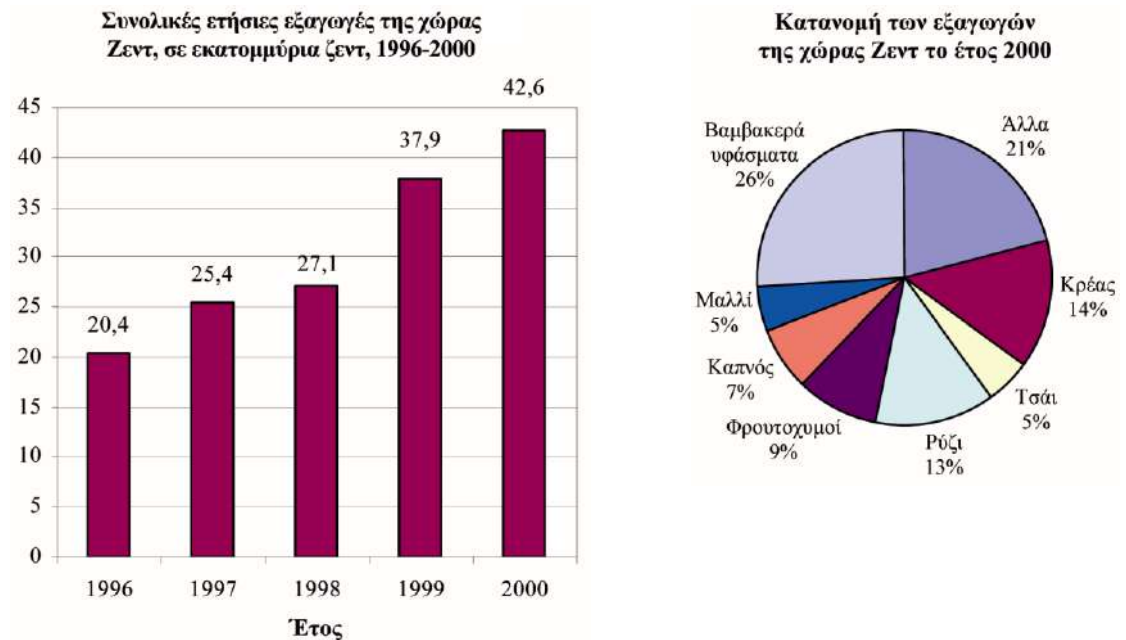 Συνολικές ετήσιες εξαγωγές της χώρας
Ζεντ, σε εκατομμύρια ζεντ, 1996-2000
45
40
35
30
25
20
15
10
5
0
20,4
25,4
27,1
37,9
42,6
1996
1997
1998
1999
2000
Έτος
Κατανομή των εξαγωγών
της χώρας Ζεντ το έτος 2000
Βαμβακερά
υφάσματα
26%
Άλλα
21%
Κρέας
14%
Τσάι
5%
Ρύζι
13%
Φρουτοχυμοί
9%
Καπνός
7%
Μαλλί
5%